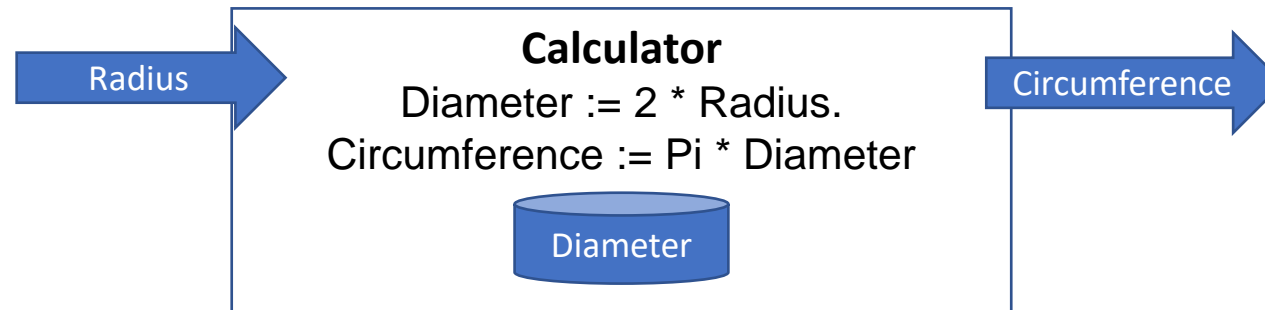 Calculator
Radius
Diameter := 2 * Radius.
Circumference
Circumference := Pi * Diameter
Diameter